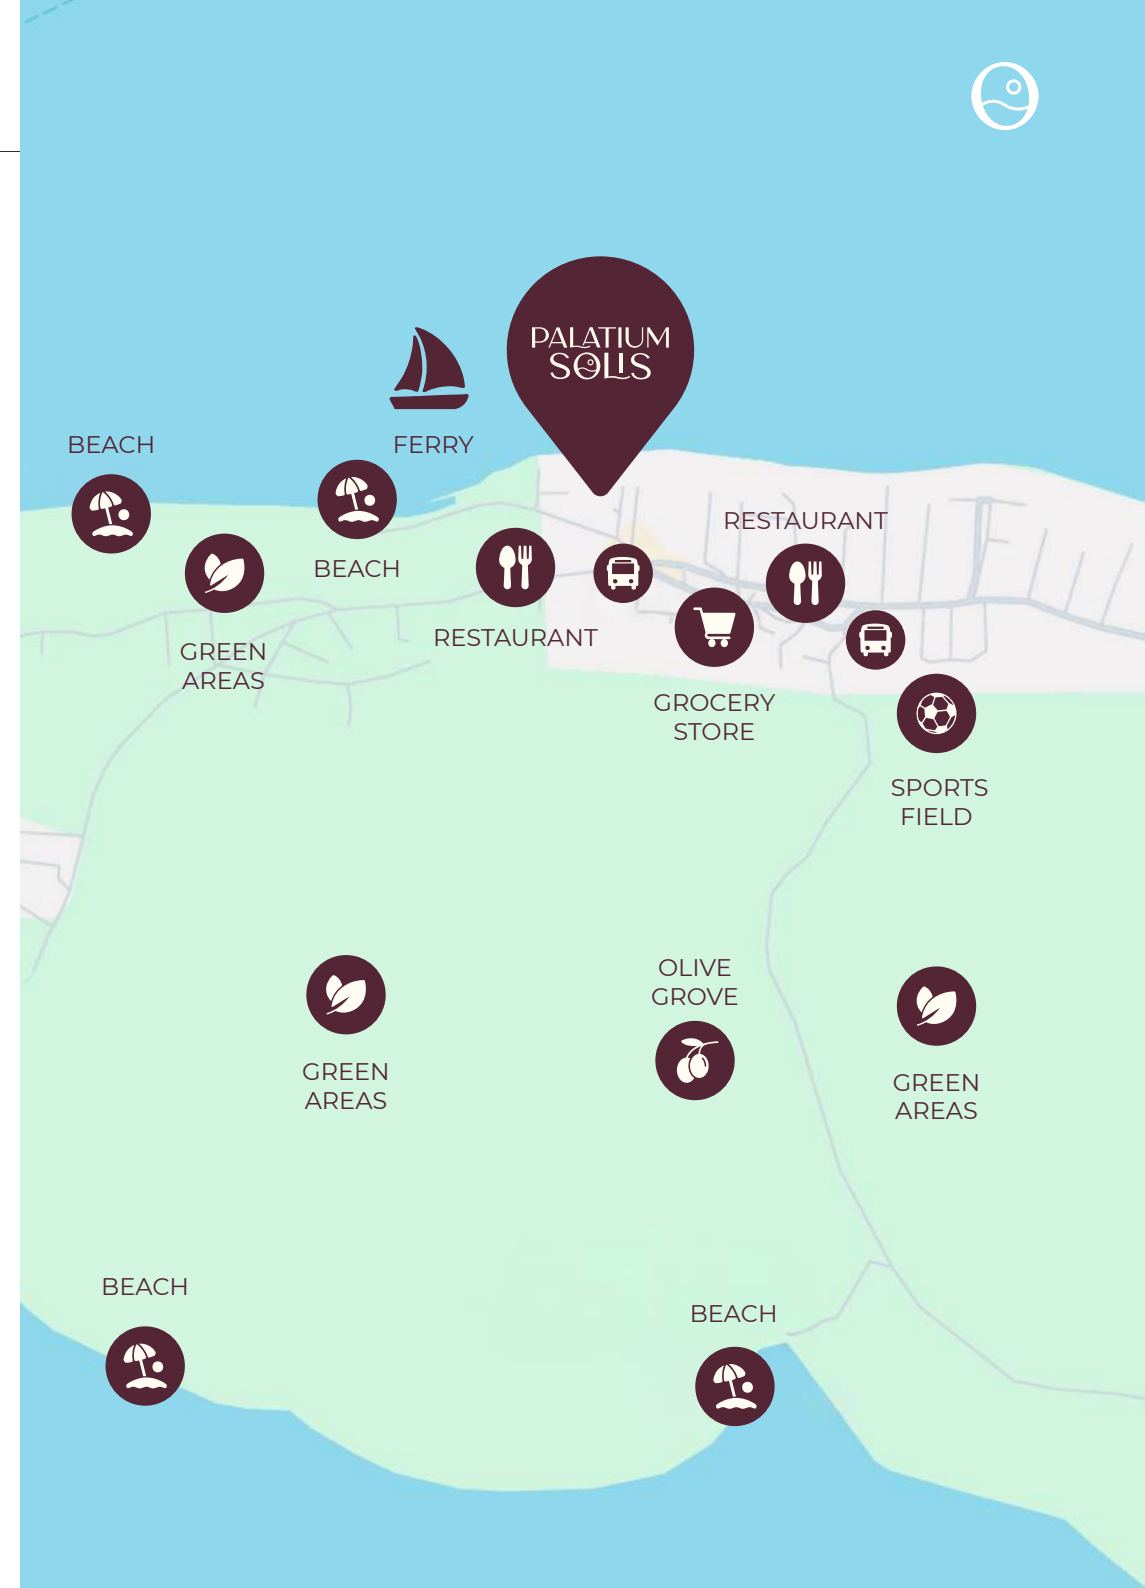 PALATIUM
SOLIS
BEACH
FERRY
BEACH
RESTAURANT
RESTAURANT
GREEN
AREAS
GROCERY
STORE
SPORTS
FIELD
OLIVE
GROVE
GREEN
AREAS
GREEN
AREAS
BEACH
BEACH